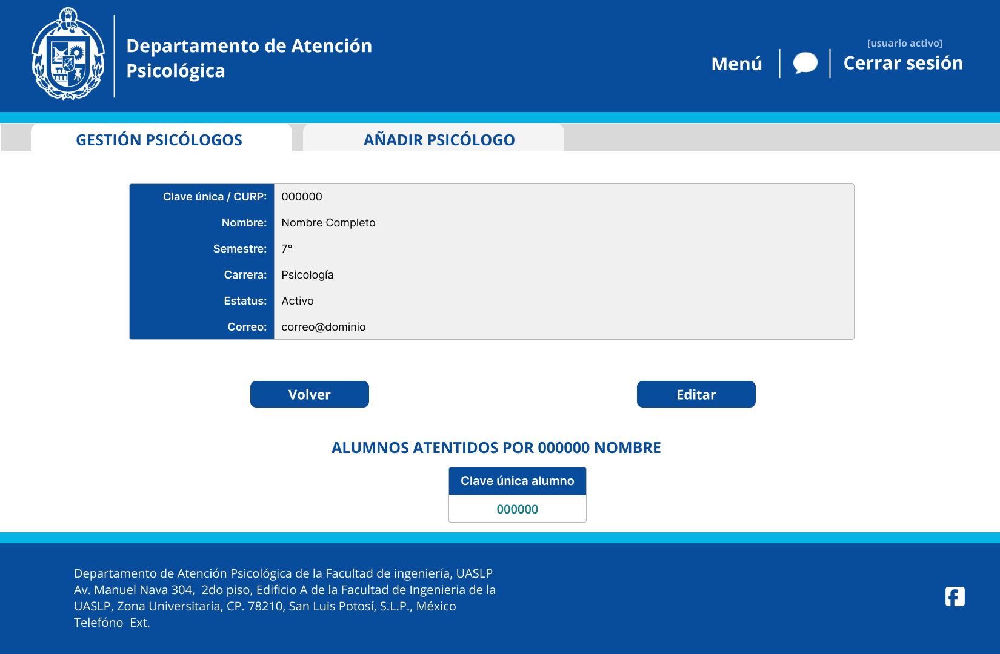 Departamento de Atención
Psicológica
Menú
[usuario activo]
Cerrar sesión
GESTIÓN PSICÓLOGOS
AÑADIR PSICÓLOGO
Clave única / CURP: 000000
Nombre: Nombre Completo
Semestre: 7°
Carrera: Psicología
Estatus: Activo
Correo: correo@dominio
Volver
Editar
ALUMNOS ATENTIDOS POR 000000 NOMBRE
Clave única alumno
000000
Departamento de Atención Psicológica de la Facultad de ingeniería, UASLP
Av. Manuel Nava 304,  2do piso, Edificio A de la Facultad de Ingenieria de la
UASLP, Zona Universitaria, CP. 78210, San Luis Potosí, S.L.P., México
Telefóno  Ext.